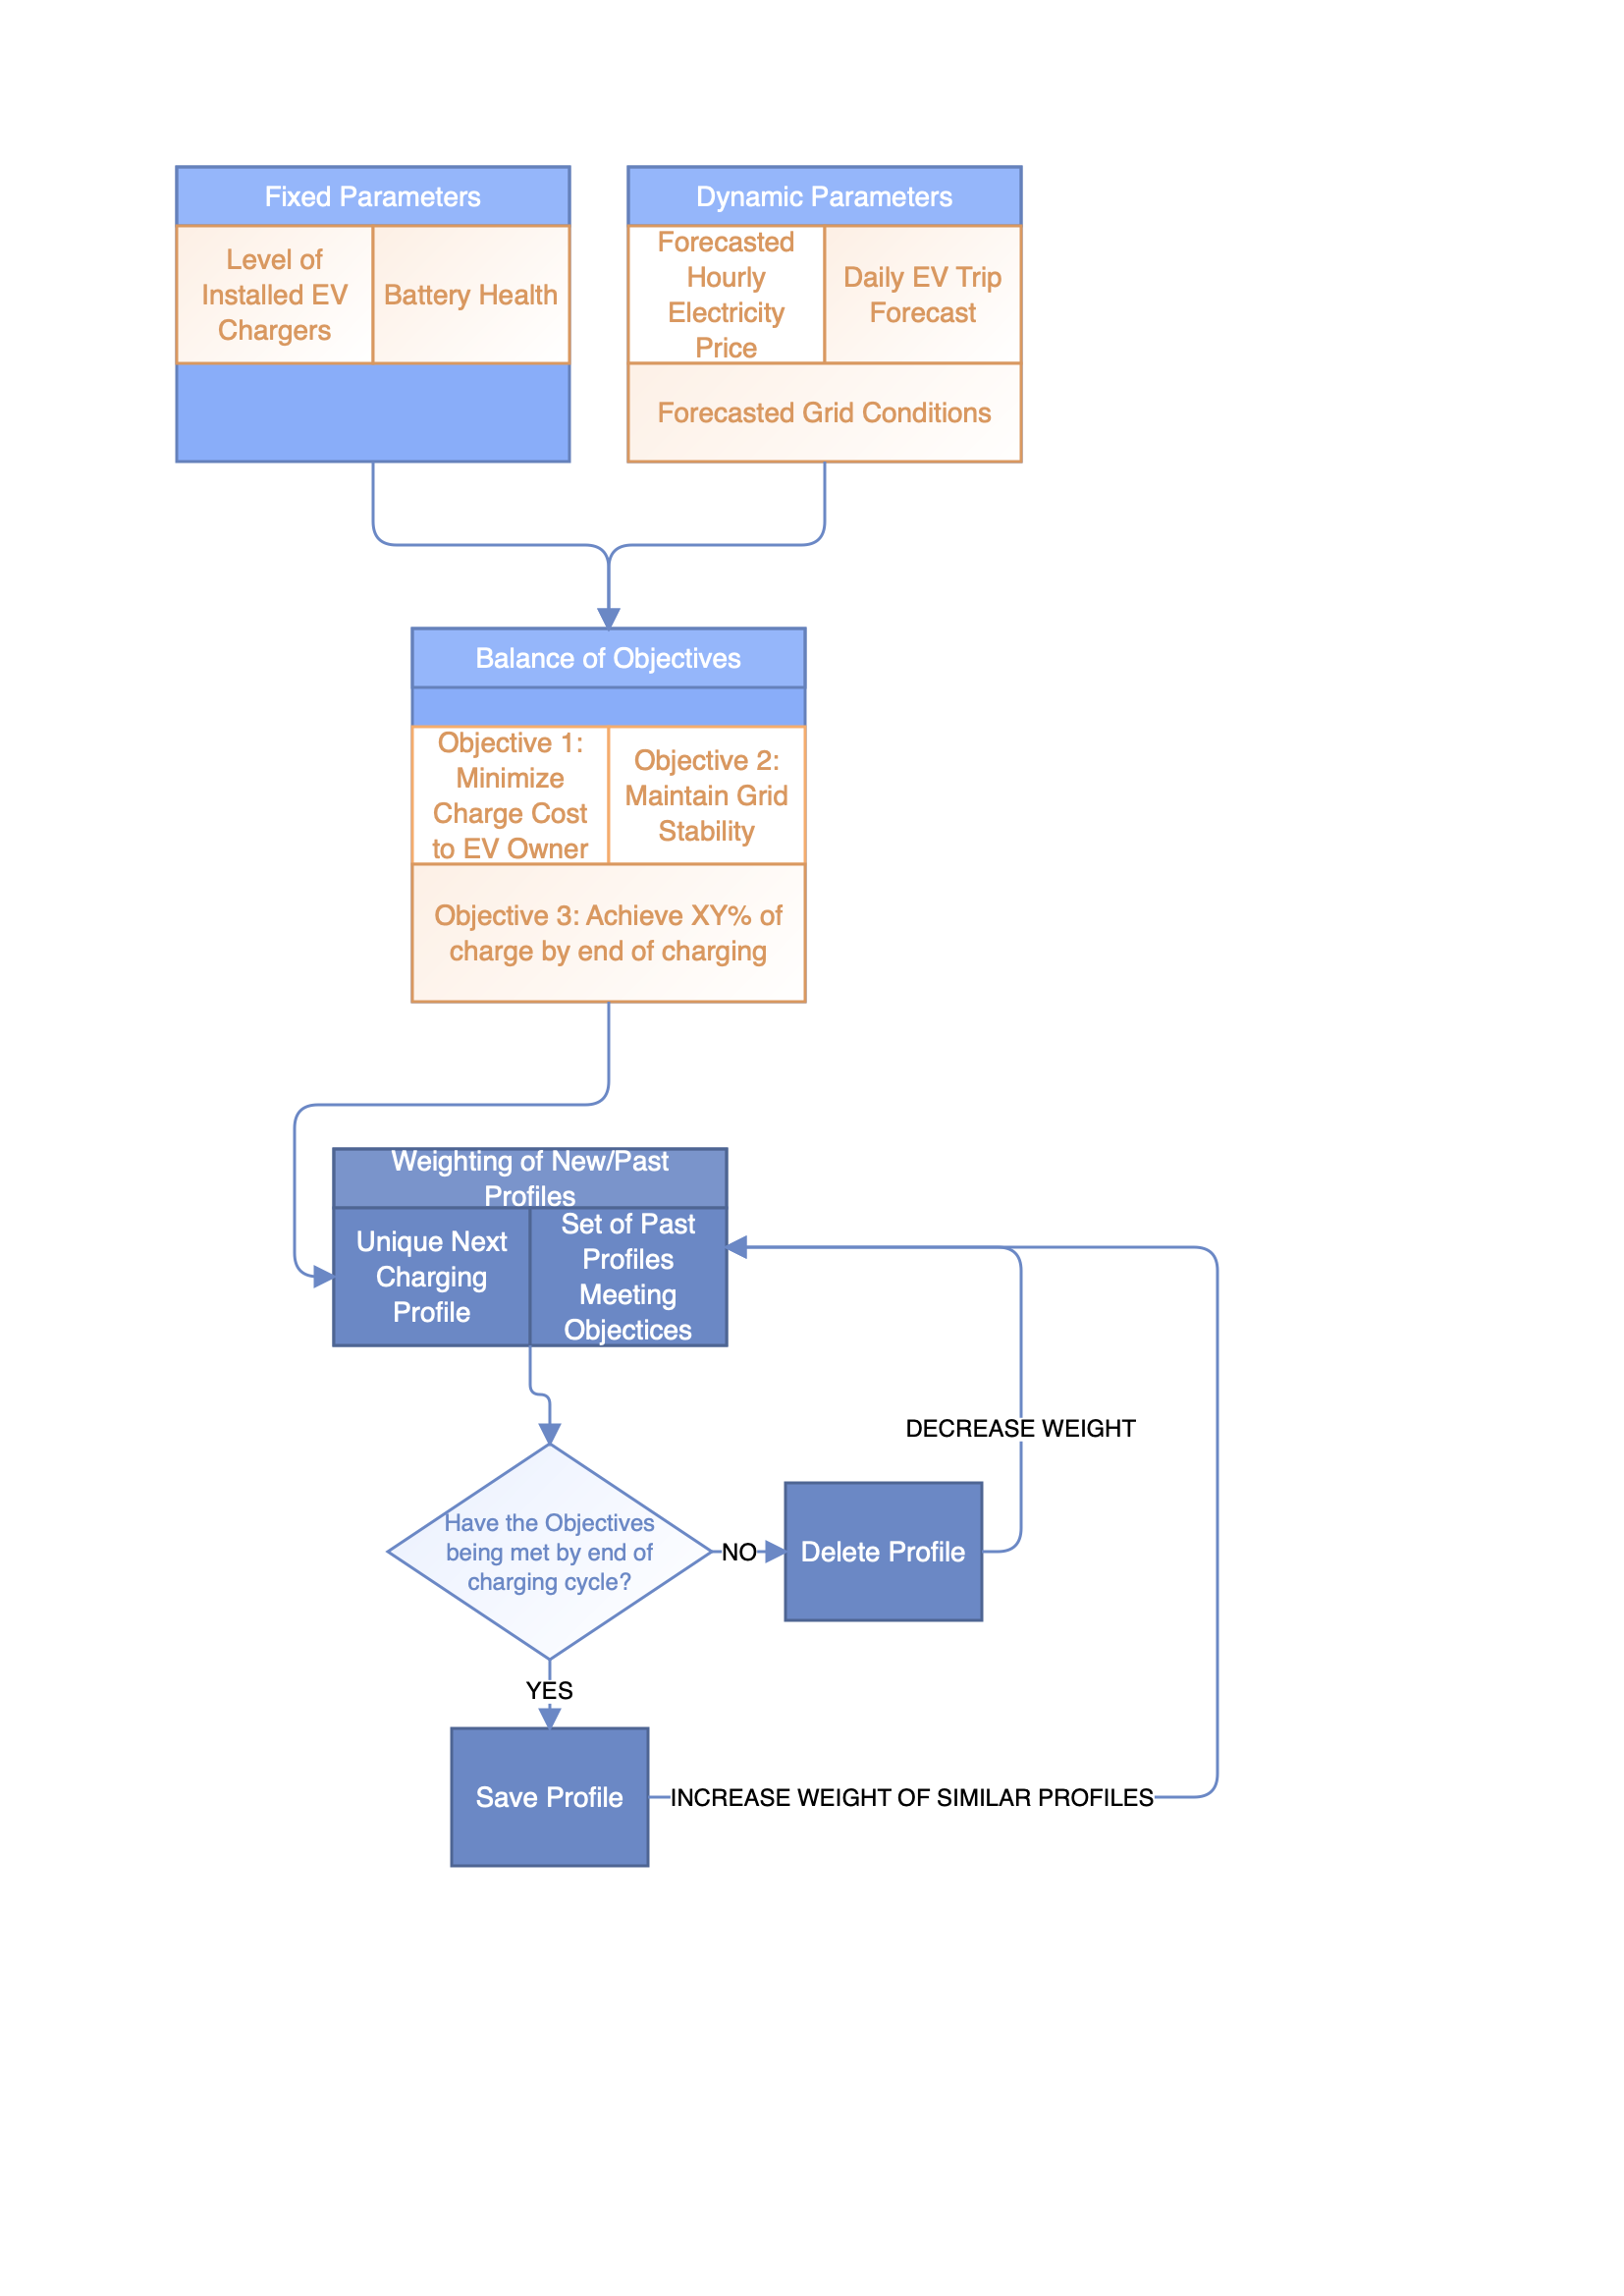 Fixed Parameters
Level of
Installed EV
Chargers
Battery Health
Dynamic Parameters
Forecasted
Hourly
Electricity
Price
Daily EV Trip
Forecast
Forecasted Grid Conditions
Balance of Objectives
Objective 1:
Minimize
Charge Cost
to EV Owner
Objective 2:
Maintain Grid
Stability
Objective 3: Achieve XY% of
charge by end of charging
Weighting of New/Past
Profiles
Unique Next
Charging
Profile
Set of Past
Profiles
Meeting
Objectices
DECREASE WEIGHT
Have the Objectives
being met by end of
charging cycle?
NO
Delete Profile
YES
Save Profile
INCREASE WEIGHT OF SIMILAR PROFILES